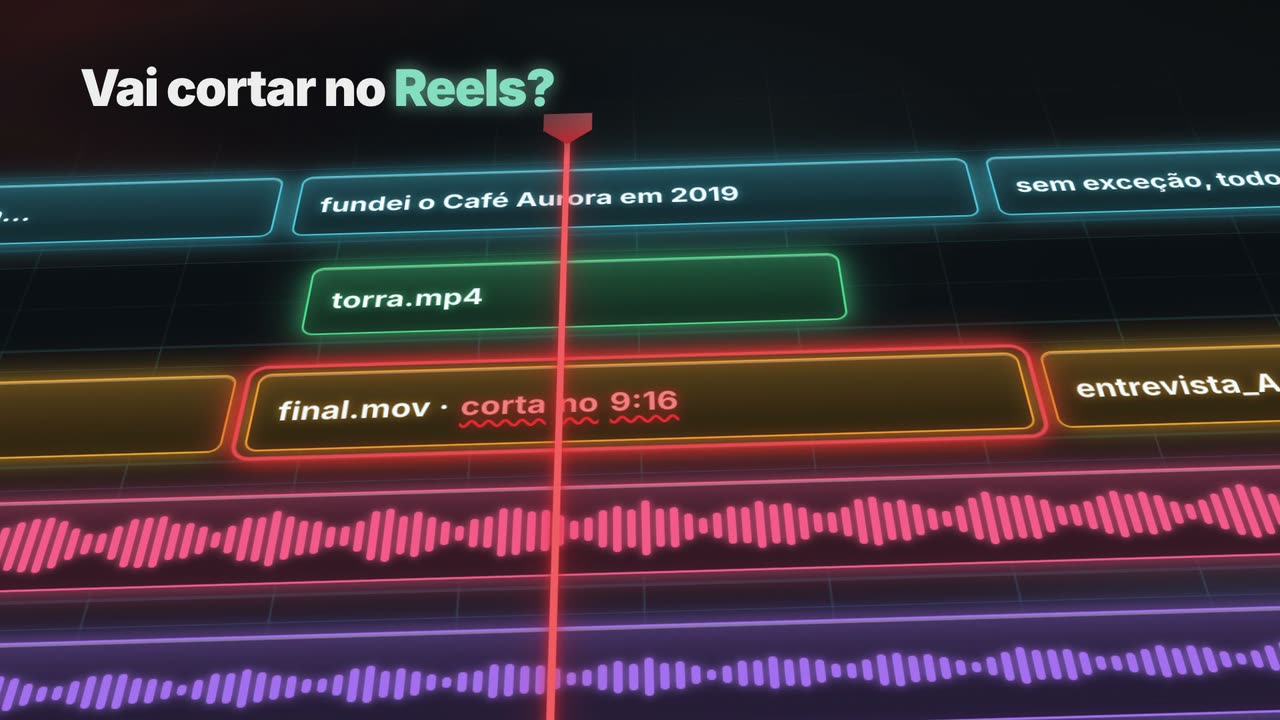 Vai cortar no Reels?
...
fundei o Café Aurora em 2019
sem exceção, todo
torra.mp4
final.mov · corta no 9:16
entrevista_A